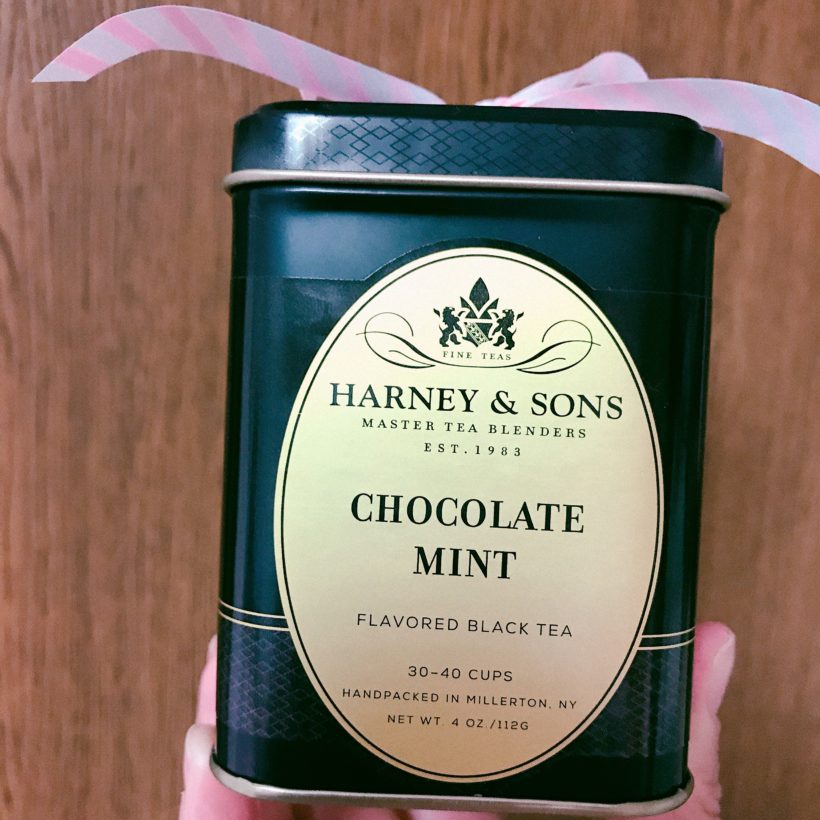 FINE TEAS
HARNEY & SONS
MASTER TEA BLENDERS
EST. 1983
CHOCOLATE
MINT
FLAVORED BLACK TEA
30-40 CUPS
HANDPACKED IN MILLERTON, NY
NET WT. 4 OZ./112G